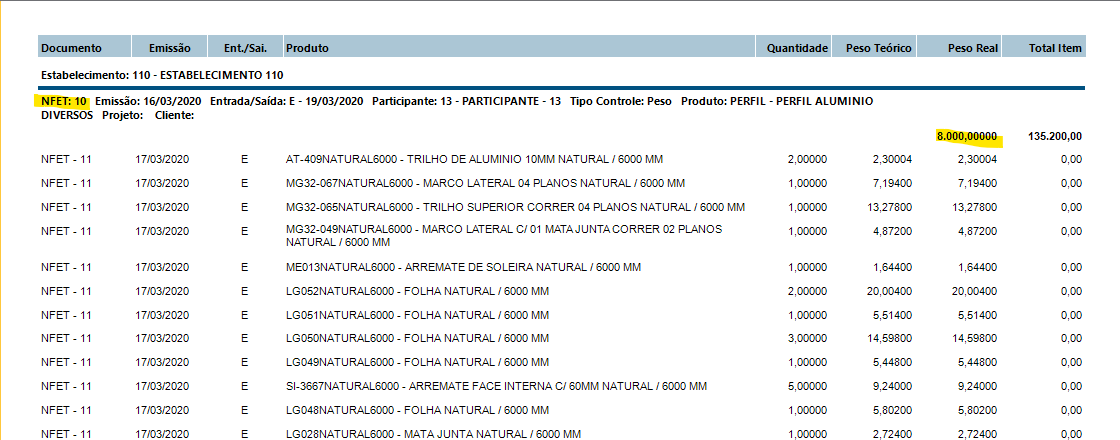 Documento Emissão Ent./Sai. Produto Quantidade Peso Teórico Peso Real Total Item
Estabelecimento: 110 - ESTABELECIMENTO 110
NFET: 10 Emissão: 16/03/2020 Entrada/Saída: E - 19/03/2020 Participante: 13 - PARTICIPANTE - 13 Tipo Controle: Peso Produto: PERFIL - PERFIL ALUMINIO
DIVERSOS Projeto: Cliente:
8.000,00000 135.200,00
NFET - 11 17/03/2020 E AT-409NATURAL6000 - TRILHO DE ALUMINIO 10MM NATURAL / 6000 MM 2,00000 2,30004 2,30004 0,00
NFET - 11 17/03/2020 E MG32-067NATURAL6000 - MARCO LATERAL 04 PLANOS NATURAL / 6000 MM 1,00000 7,19400 7,19400 0,00
NFET - 11 17/03/2020 E MG32-065NATURAL6000 - TRILHO SUPERIOR CORRER 04 PLANOS NATURAL / 6000 MM 1,00000 13,27800 13,27800 0,00
NFET - 11 17/03/2020 E MG32-049NATURAL6000 - MARCO LATERAL C/ 01 MATA JUNTA CORRER 02 PLANOS 1,00000 4,87200 4,87200 0,00
NATURAL / 6000 MM
NFET - 11 17/03/2020 E ME013NATURAL6000 - ARREMATE DE SOLEIRA NATURAL / 6000 MM 1,00000 1,64400 1,64400 0,00
NFET - 11 17/03/2020 E LG052NATURAL6000 - FOLHA NATURAL / 6000 MM 2,00000 20,00400 20,00400 0,00
NFET - 11 17/03/2020 E LG051NATURAL6000 - FOLHA NATURAL / 6000 MM 1,00000 5,51400 5,51400 0,00
NFET - 11 17/03/2020 E LG050NATURAL6000 - FOLHA NATURAL / 6000 MM 3,00000 14,59800 14,59800 0,00
NFET - 11 17/03/2020 E LG049NATURAL6000 - FOLHA NATURAL / 6000 MM 1,00000 5,44800 5,44800 0,00
NFET - 11 17/03/2020 E SI-3667NATURAL6000 - ARREMATE FACE INTERNA C/ 60MM NATURAL / 6000 MM 5,00000 9,24000 9,24000 0,00
NFET - 11 17/03/2020 E LG048NATURAL6000 - FOLHA NATURAL / 6000 MM 1,00000 5,80200 5,80200 0,00
NFET - 11 17/03/2020 E LG028NATURAL6000 - MATA JUNTA NATURAL / 6000 MM 1,00000 2,72400 2,72400 0,00